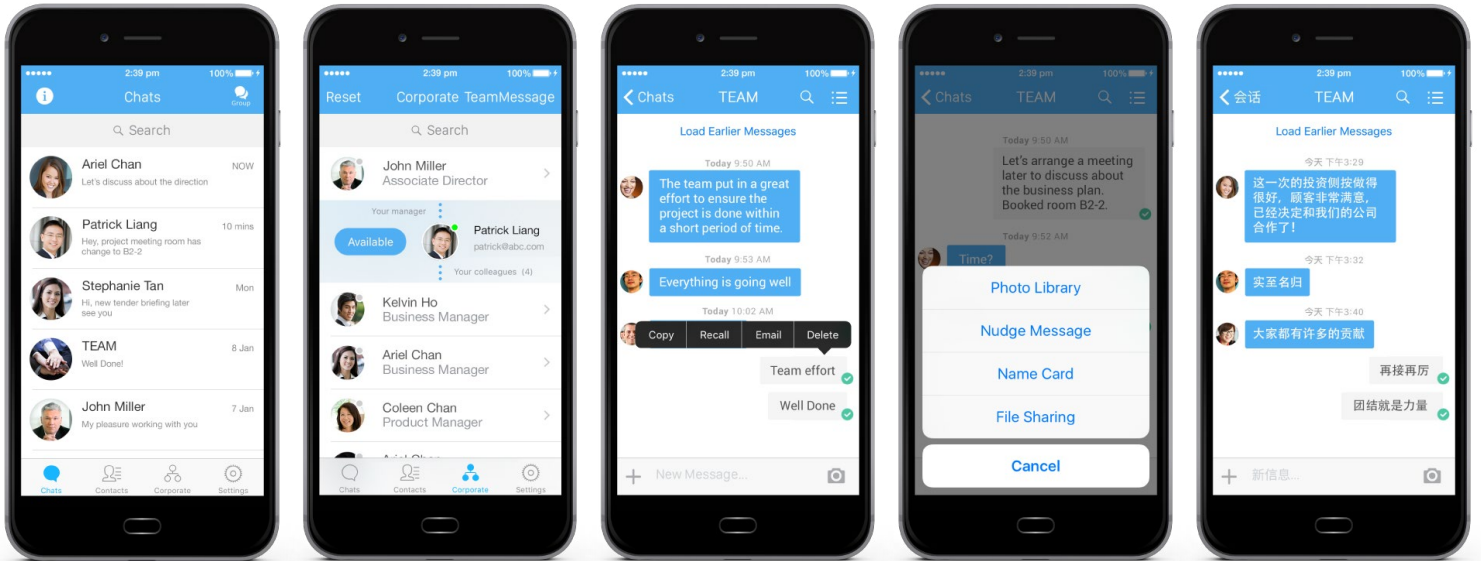 2:39 pm 100%
Chats
Group
Search
Ariel Chan NOW
Let's discuss about the direction
Patrick Liang 10 mins
Hey, project meeting room has
change to B2-2
Stephanie Tan Mon
Hi, new tender briefing later
see you
TEAM 8 Jan
Well Done!
John Miller 7 Jan
My pleasure working with you
Chats Contacts Corporate Settings
2:39 pm 100%
Reset Corporate TeamMessage
Search
John Miller
Associate Director
Your manager
Available
Patrick Liang
patrick@abc.com
Your colleagues (4)
Kelvin Ho
Business Manager
Ariel Chan
Business Manager
Coleen Chan
Product Manager
Ariel Chan
Chats Contacts Corporate Settings
2:39 pm 100%
Chats TEAM
Load Earlier Messages
Today 9:50 AM
The team put in a great
effort to ensure the
project is done within
a short period of time.
Today 9:53 AM
Everything is going well
Today 10:02 AM
Copy Recall Email Delete
Team effort
Well Done
New Message...
2:39 pm 100%
Chats TEAM
Today 9:50 AM
Let's arrange a meeting
later to discuss about
the business plan.
Booked room B2-2.
Today 9:52 AM
Time?
Photo Library
Nudge Message
Name Card
File Sharing
Cancel
2:39 pm 100%
会话 TEAM
Load Earlier Messages
今天 下午3:29
这一次的投资侧按做得
很好，顾客非常满意，
已经决定和我们的公司
合作了！
今天 下午3:32
实至名归
今天 下午3:40
大家都有许多的贡献
再接再厉
团结就是力量
新信息...